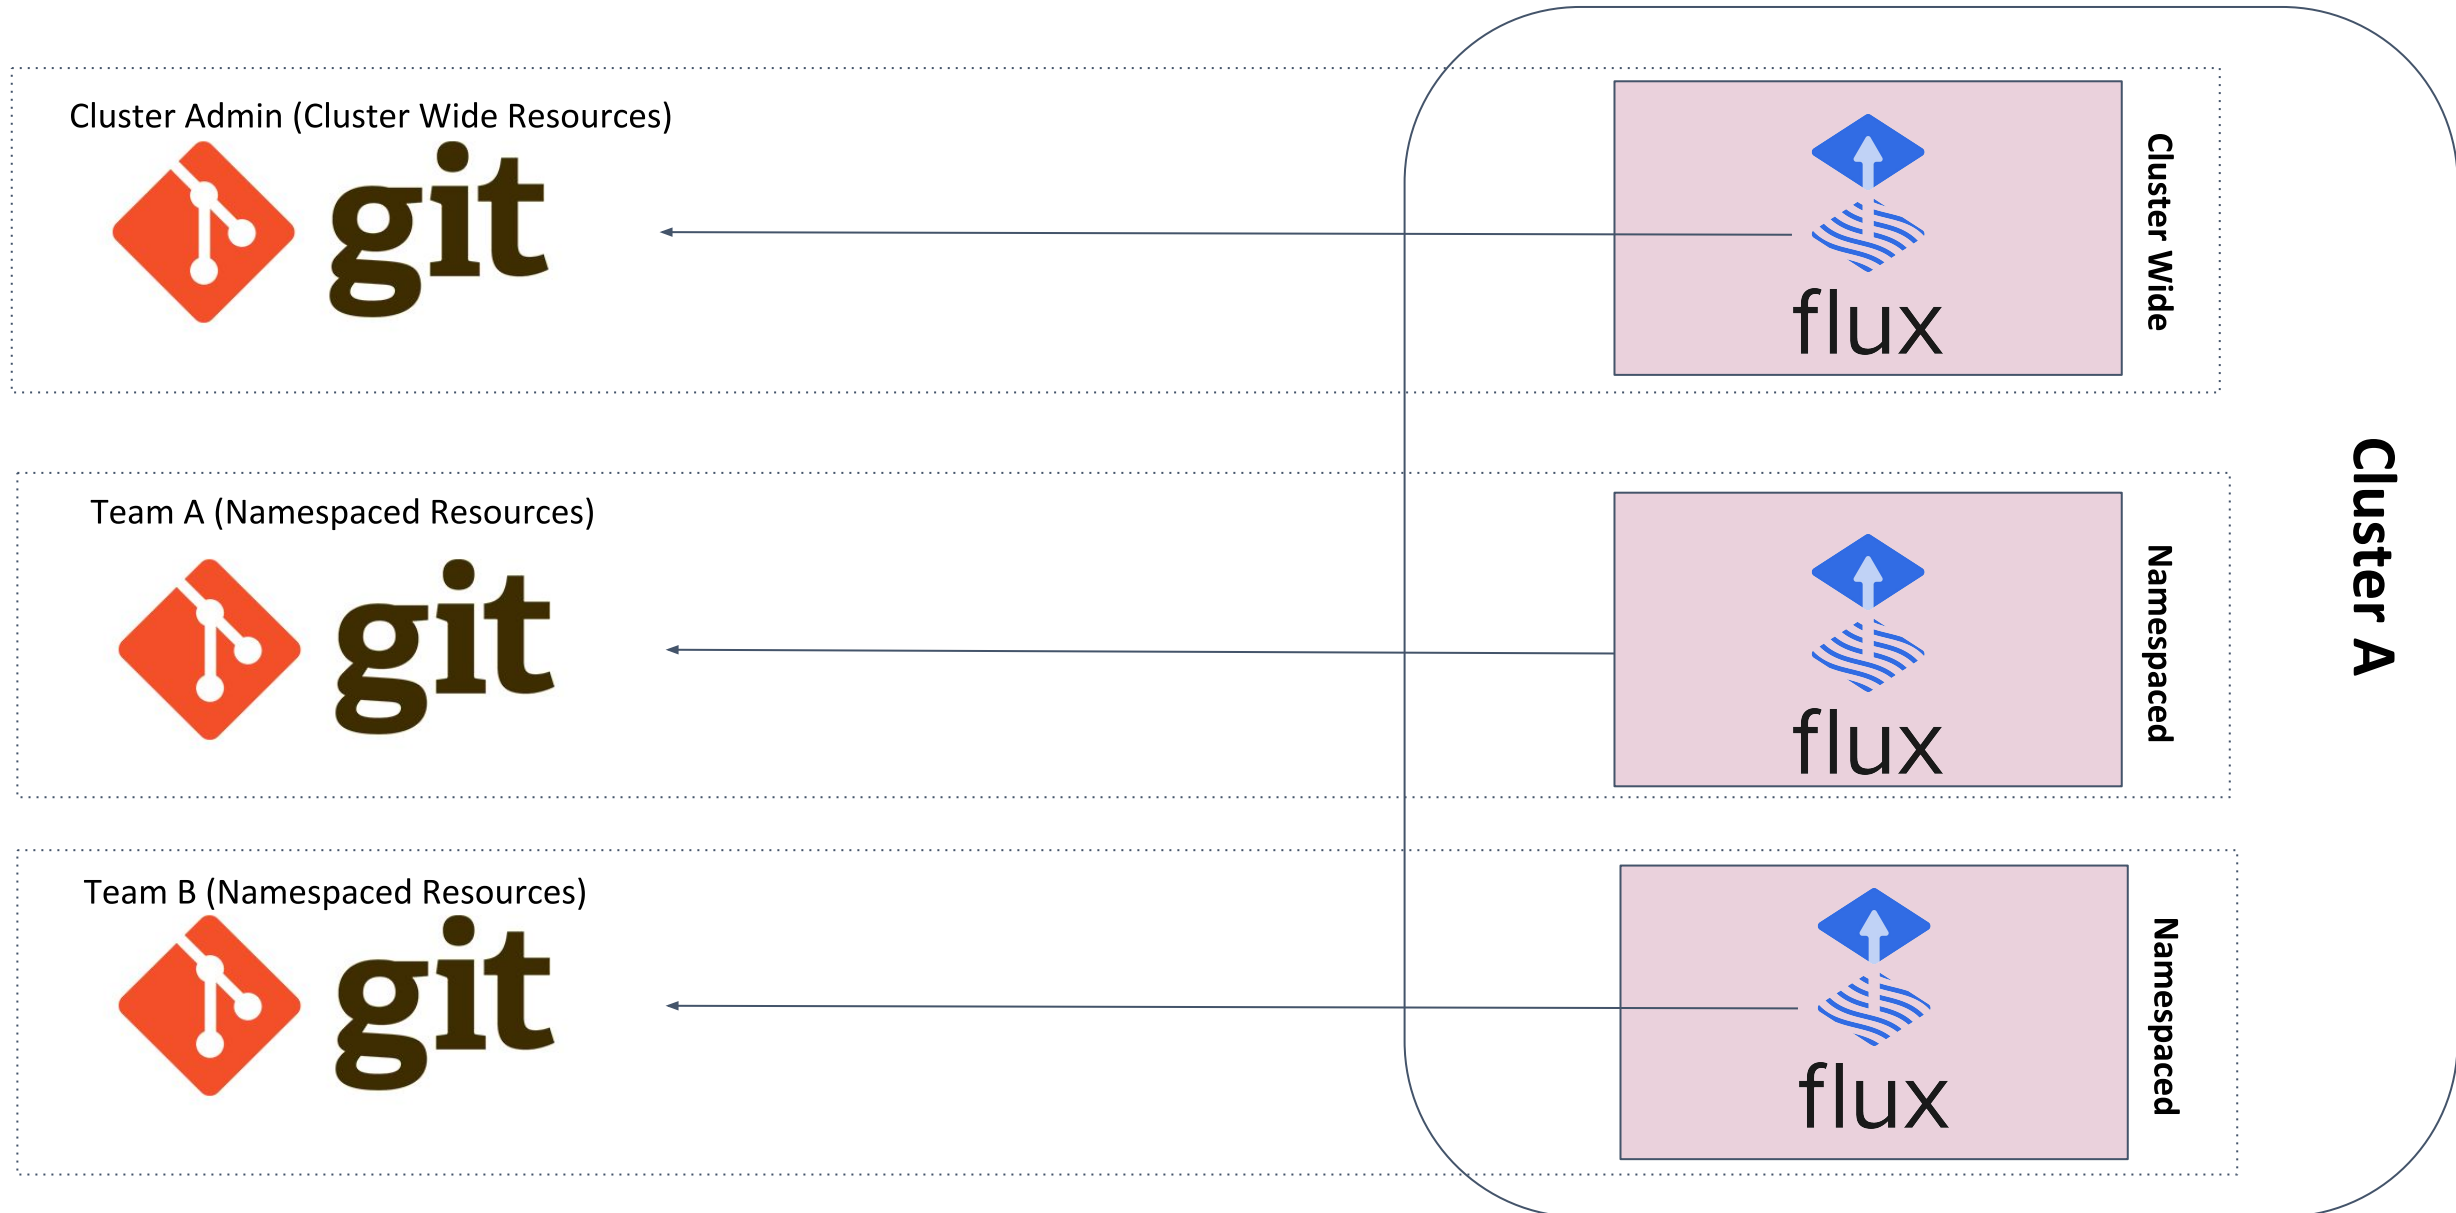 Cluster Admin (Cluster Wide Resources)
git
flux
Cluster Wide
Team A (Namespaced Resources)
git
flux
Namespaced
Cluster A
Team B (Namespaced Resources)
git
flux
Namespaced